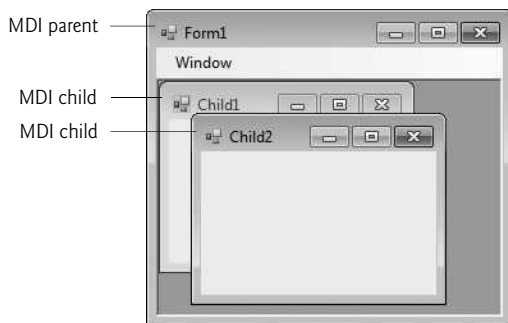 MDI parent
Form1
Window
MDI child
Child1
MDI child
Child2